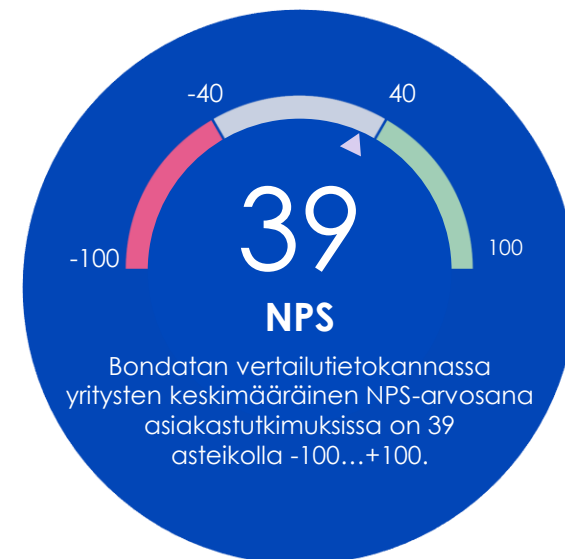 -40 40
-100 100
39
NPS
Bondatan vertailutietokannassa
yritysten keskimääräinen NPS-arvosana
asiakastutkimuksissa on 39
asteikolla -100…+100.